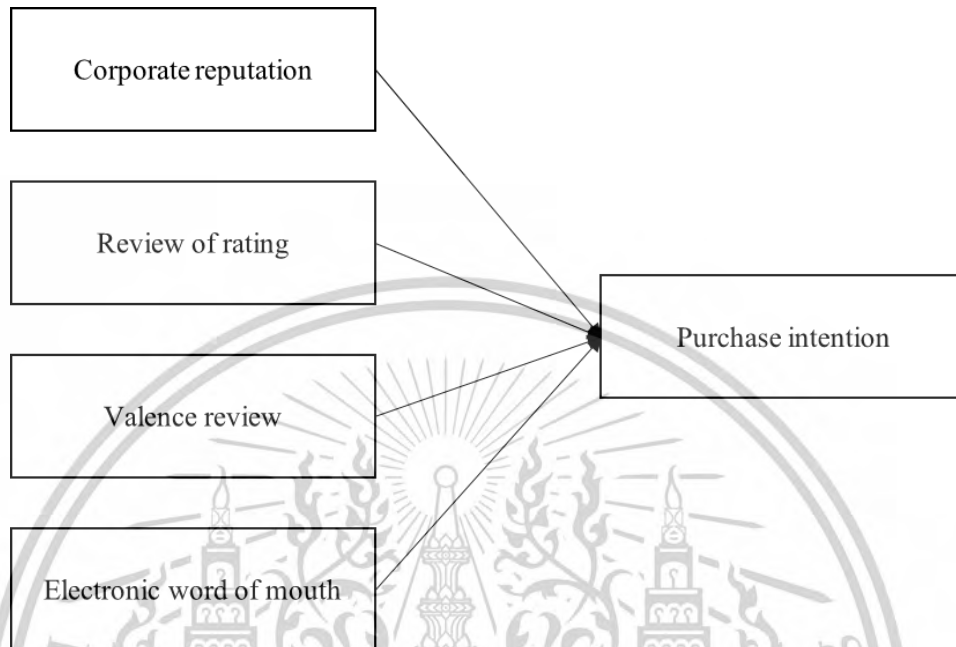 Corporate reputation
Review of rating
Purchase intention
Valence review
Electronic word of mouth